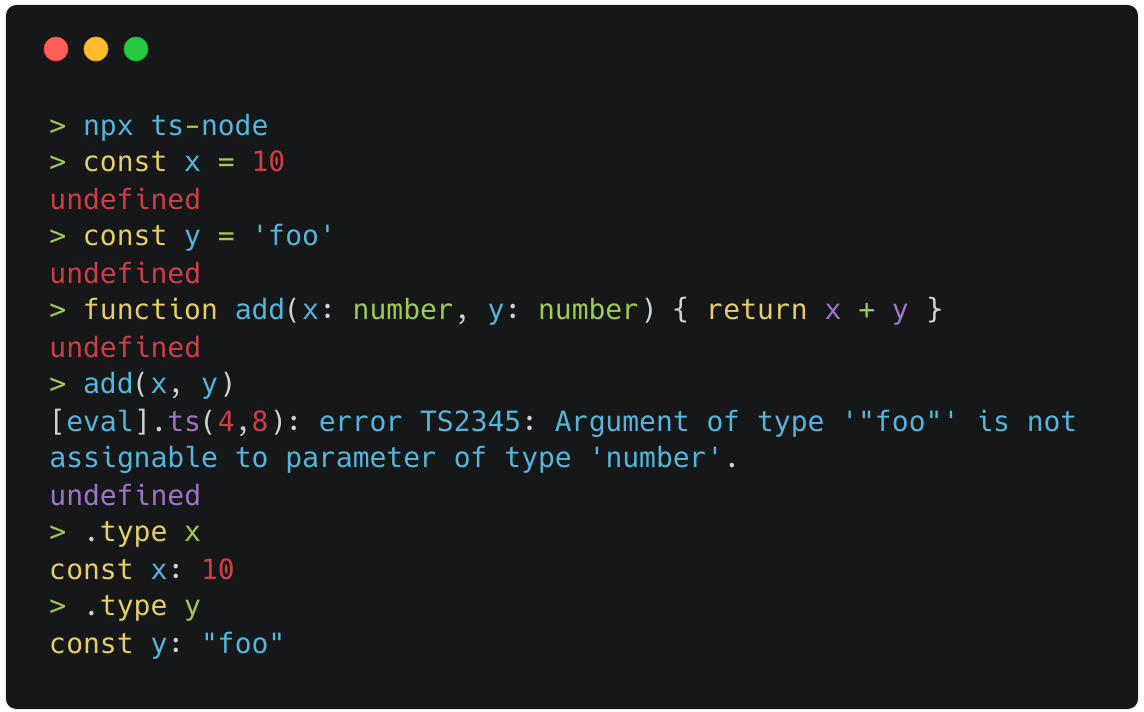 > npx ts-node
> const x = 10
undefined
> const y = 'foo'
undefined
> function add(x: number, y: number) { return x + y }
undefined
> add(x, y)
[eval].ts(4,8): error TS2345: Argument of type '"foo"' is not
assignable to parameter of type 'number'.
undefined
> .type x
const x: 10
> .type y
const y: "foo"